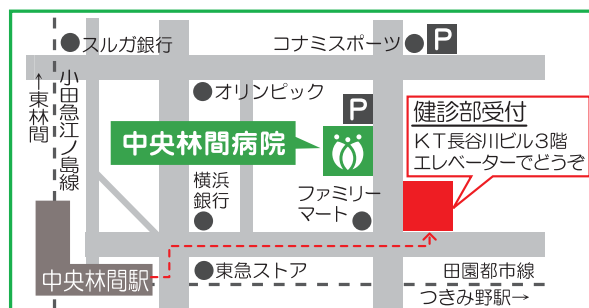 スルガ銀行
コナミスポーツ
P
↑東林間
小田急江ノ島線
オリンピック
P
中央林間病院
健診部受付
KT長谷川ビル3階
エレベーターでどうぞ
横浜
銀行
ファミリー
マート
中央林間駅
東急ストア
田園都市線
つきみ野駅→